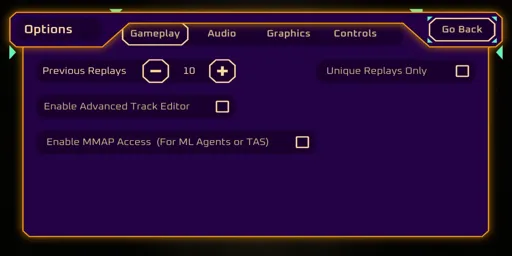 Options
Gameplay Audio Graphics Controls
Go Back
Previous Replays − 10 + Unique Replays Only
Enable Advanced Track Editor
Enable MMAP Access (For ML Agents or TAS)